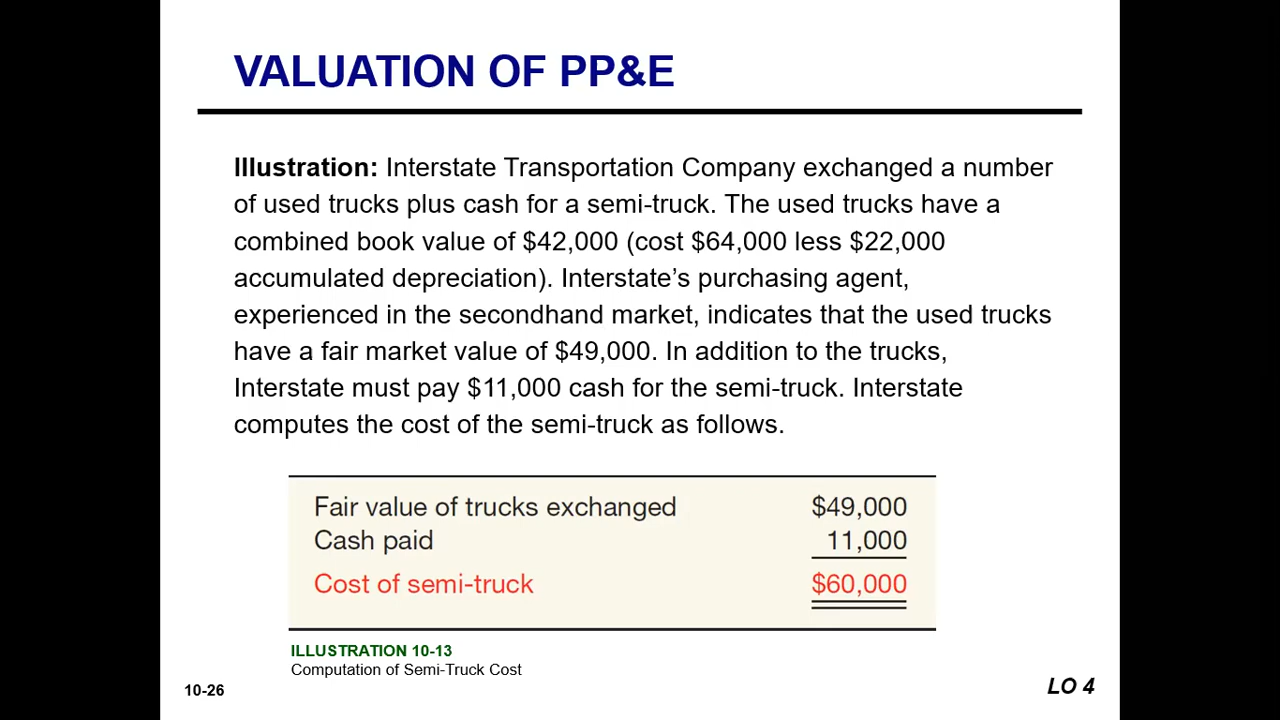 VALUATION OF PP&E
Illustration: Interstate Transportation Company exchanged a number
of used trucks plus cash for a semi-truck. The used trucks have a
combined book value of $42,000 (cost $64,000 less $22,000
accumulated depreciation). Interstate’s purchasing agent,
experienced in the secondhand market, indicates that the used trucks
have a fair market value of $49,000. In addition to the trucks,
Interstate must pay $11,000 cash for the semi-truck. Interstate
computes the cost of the semi-truck as follows.
Fair value of trucks exchanged $49,000
Cash paid 11,000
Cost of semi-truck $60,000
ILLUSTRATION 10-13
Computation of Semi-Truck Cost
10-26 LO 4